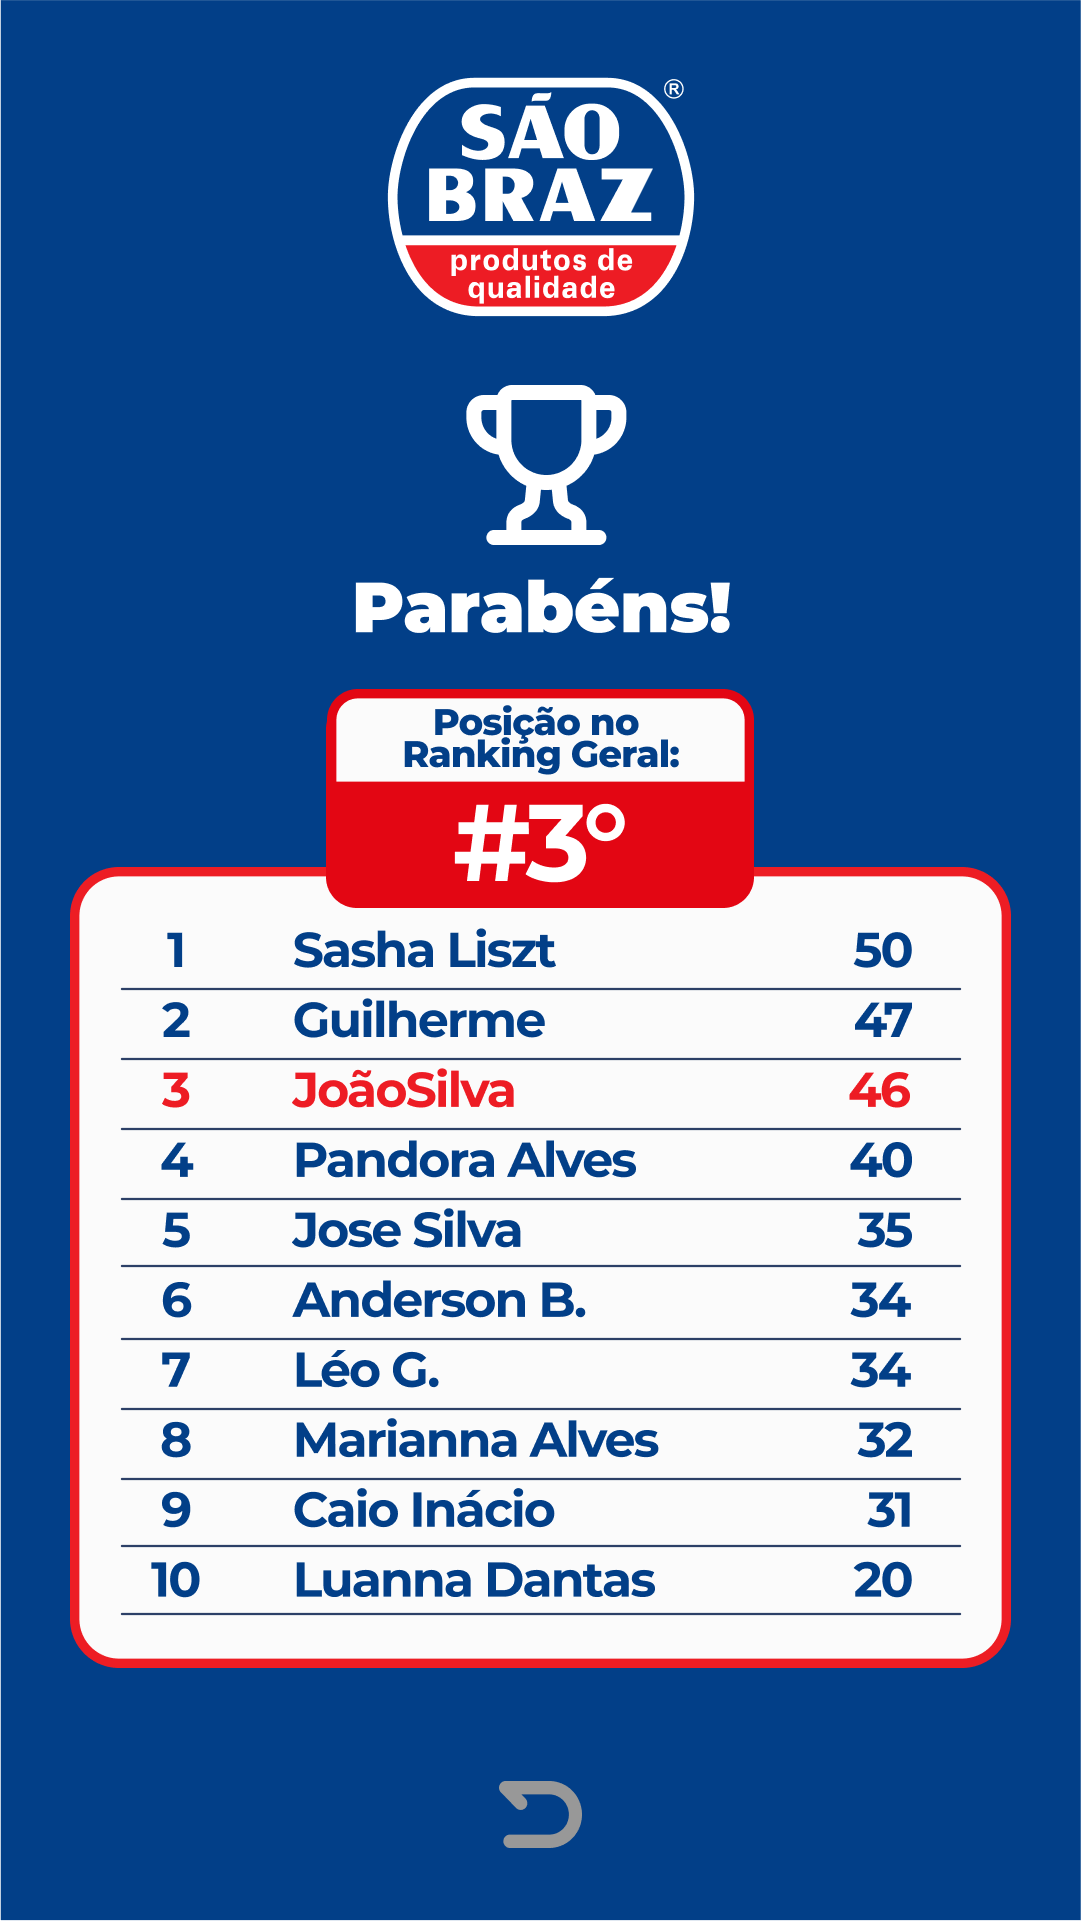 SÃO
BRAZ
®
produtos de
qualidade
Parabéns!
Posição no
Ranking Geral:
#3°
1 Sasha Liszt 50
2 Guilherme 47
3 JoãoSilva 46
4 Pandora Alves 40
5 Jose Silva 35
6 Anderson B. 34
7 Léo G. 34
8 Marianna Alves 32
9 Caio Inácio 31
10 Luanna Dantas 20